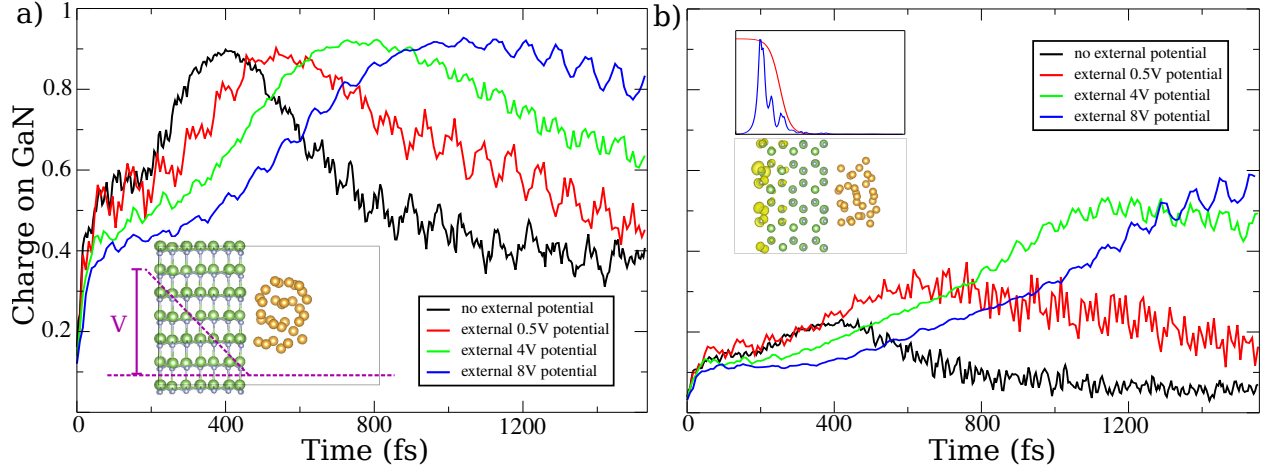 a)
Charge on GaN
1
0.8
0.6
0.4
0.2
0
400
800
1200
Time (fs)
V
no external potential
external 0.5V potential
external 4V potential
external 8V potential
b)
no external potential
external 0.5V potential
external 4V potential
external 8V potential
0
400
800
1200
Time (fs)